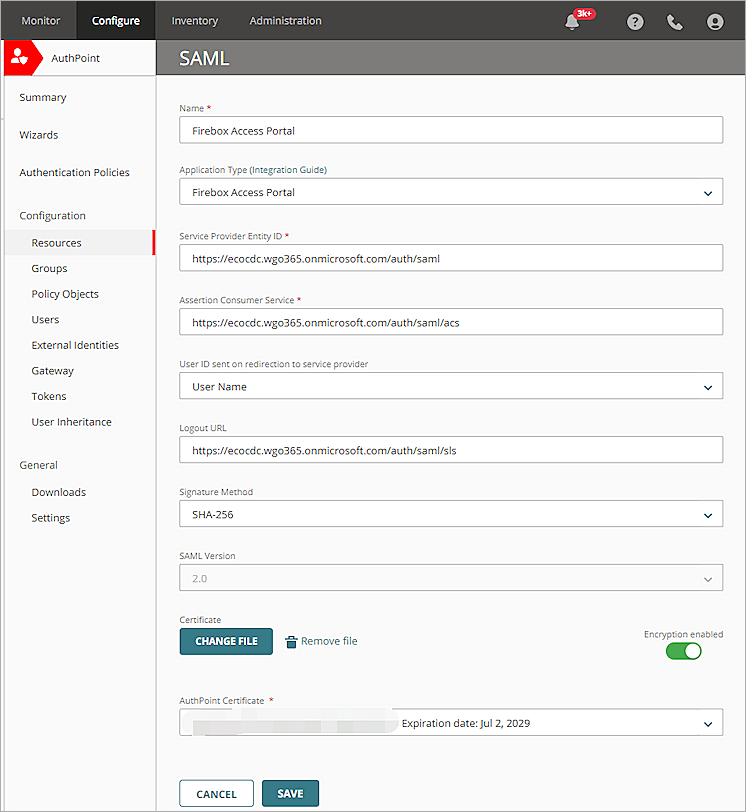 Monitor Configure Inventory Administration 3k+ ?
AuthPoint
SAML
Summary
Wizards
Authentication Policies
Configuration
Resources
Groups
Policy Objects
Users
External Identities
Gateway
Tokens
User Inheritance
General
Downloads
Settings
Name *
Firebox Access Portal
Application Type (Integration Guide)
Firebox Access Portal
Service Provider Entity ID *
https://ecocdc.wgo365.onmicrosoft.com/auth/saml
Assertion Consumer Service *
https://ecocdc.wgo365.onmicrosoft.com/auth/saml/acs
User ID sent on redirection to service provider
User Name
Logout URL
https://ecocdc.wgo365.onmicrosoft.com/auth/saml/sls
Signature Method
SHA-256
SAML Version
2.0
Certificate
CHANGE FILE Remove file
Encryption enabled
AuthPoint Certificate *
Expiration date: Jul 2, 2029
CANCEL SAVE